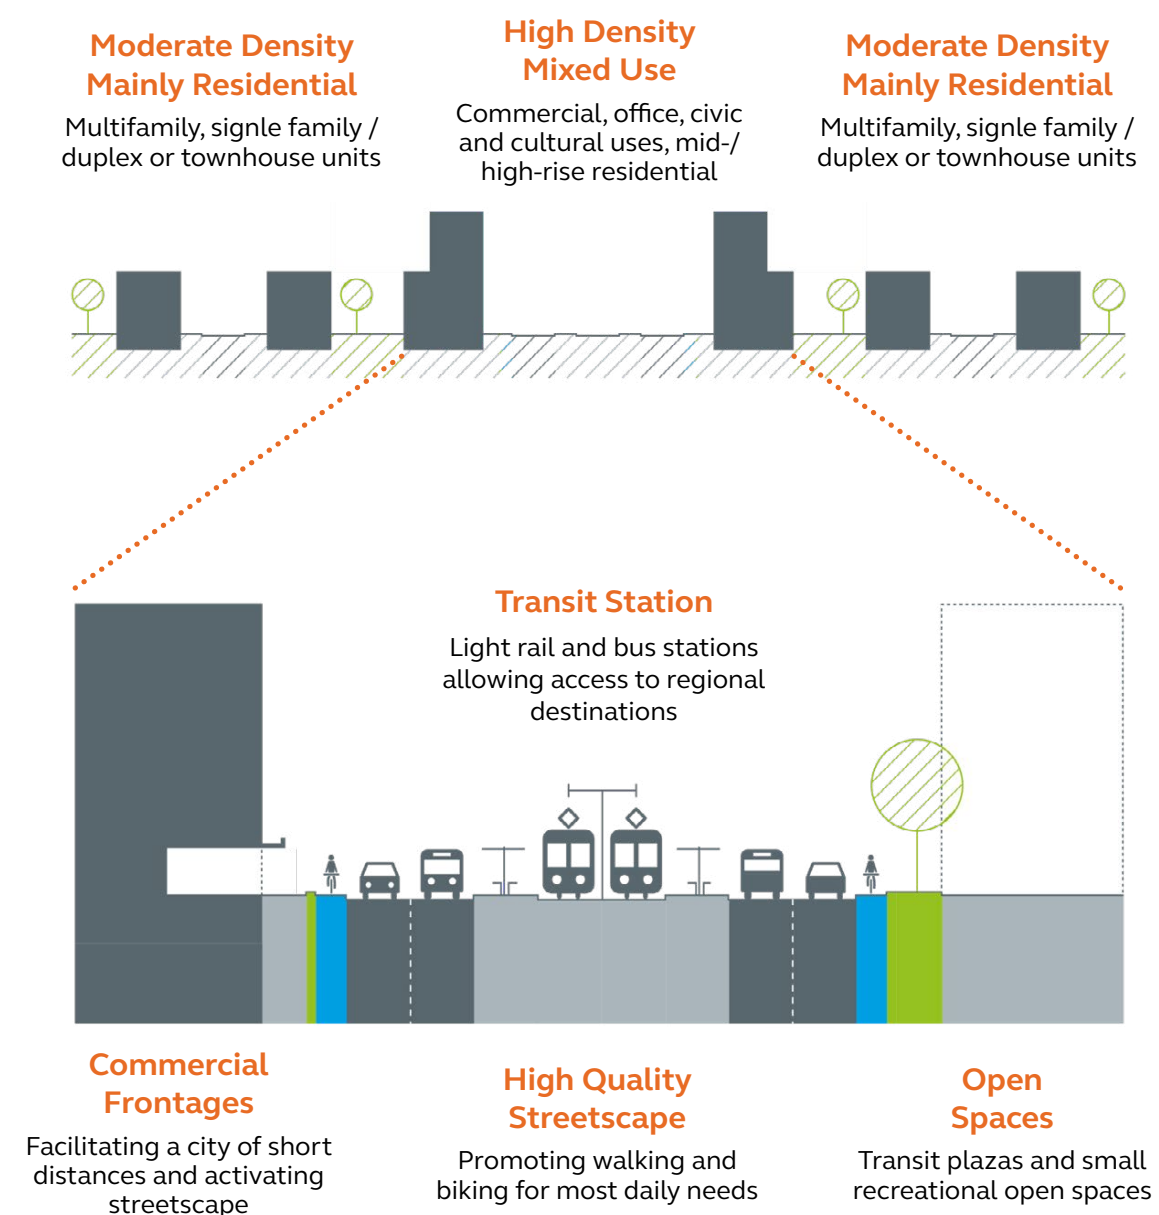 Moderate Density
Mainly Residential
Multifamily, signle family /
duplex or townhouse units
High Density
Mixed Use
Commercial, office, civic
and cultural uses, mid-/
high-rise residential
Moderate Density
Mainly Residential
Multifamily, signle family /
duplex or townhouse units
Transit Station
Light rail and bus stations
allowing access to regional
destinations
Commercial
Frontages
Facilitating a city of short
distances and activating
streetscape
High Quality
Streetscape
Promoting walking and
biking for most daily needs
Open
Spaces
Transit plazas and small
recreational open spaces